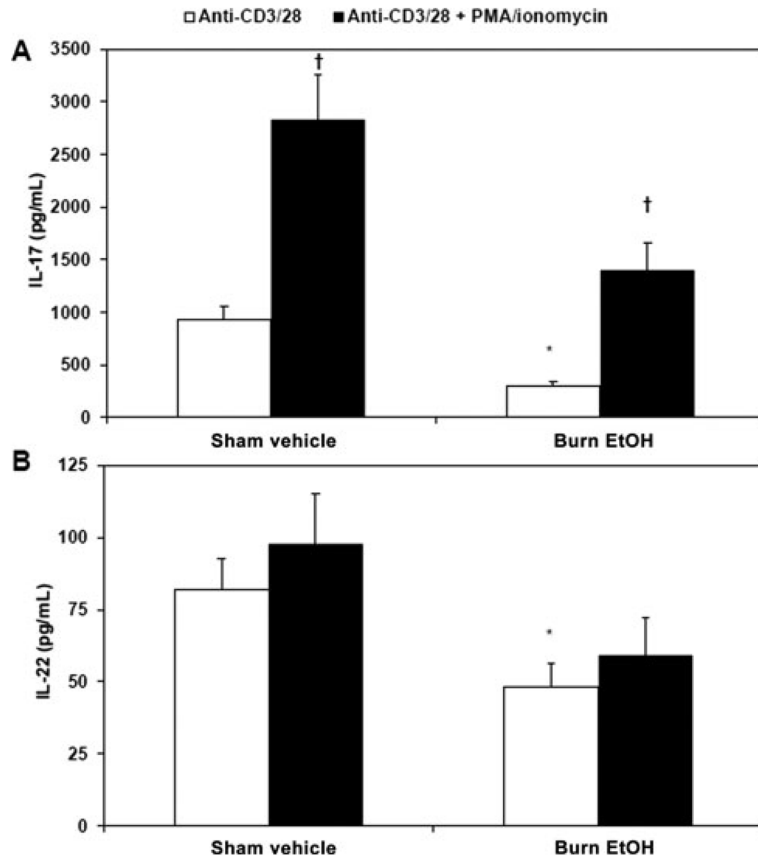 Anti-CD3/28 Anti-CD3/28 + PMA/ionomycin
A
3500
†
3000
2500
2000
†
IL-17 (pg/mL)
1500
1000
*
500
0
Sham vehicle Burn EtOH
B
125
100
75
*
IL-22 (pg/mL)
50
25
0
Sham vehicle Burn EtOH